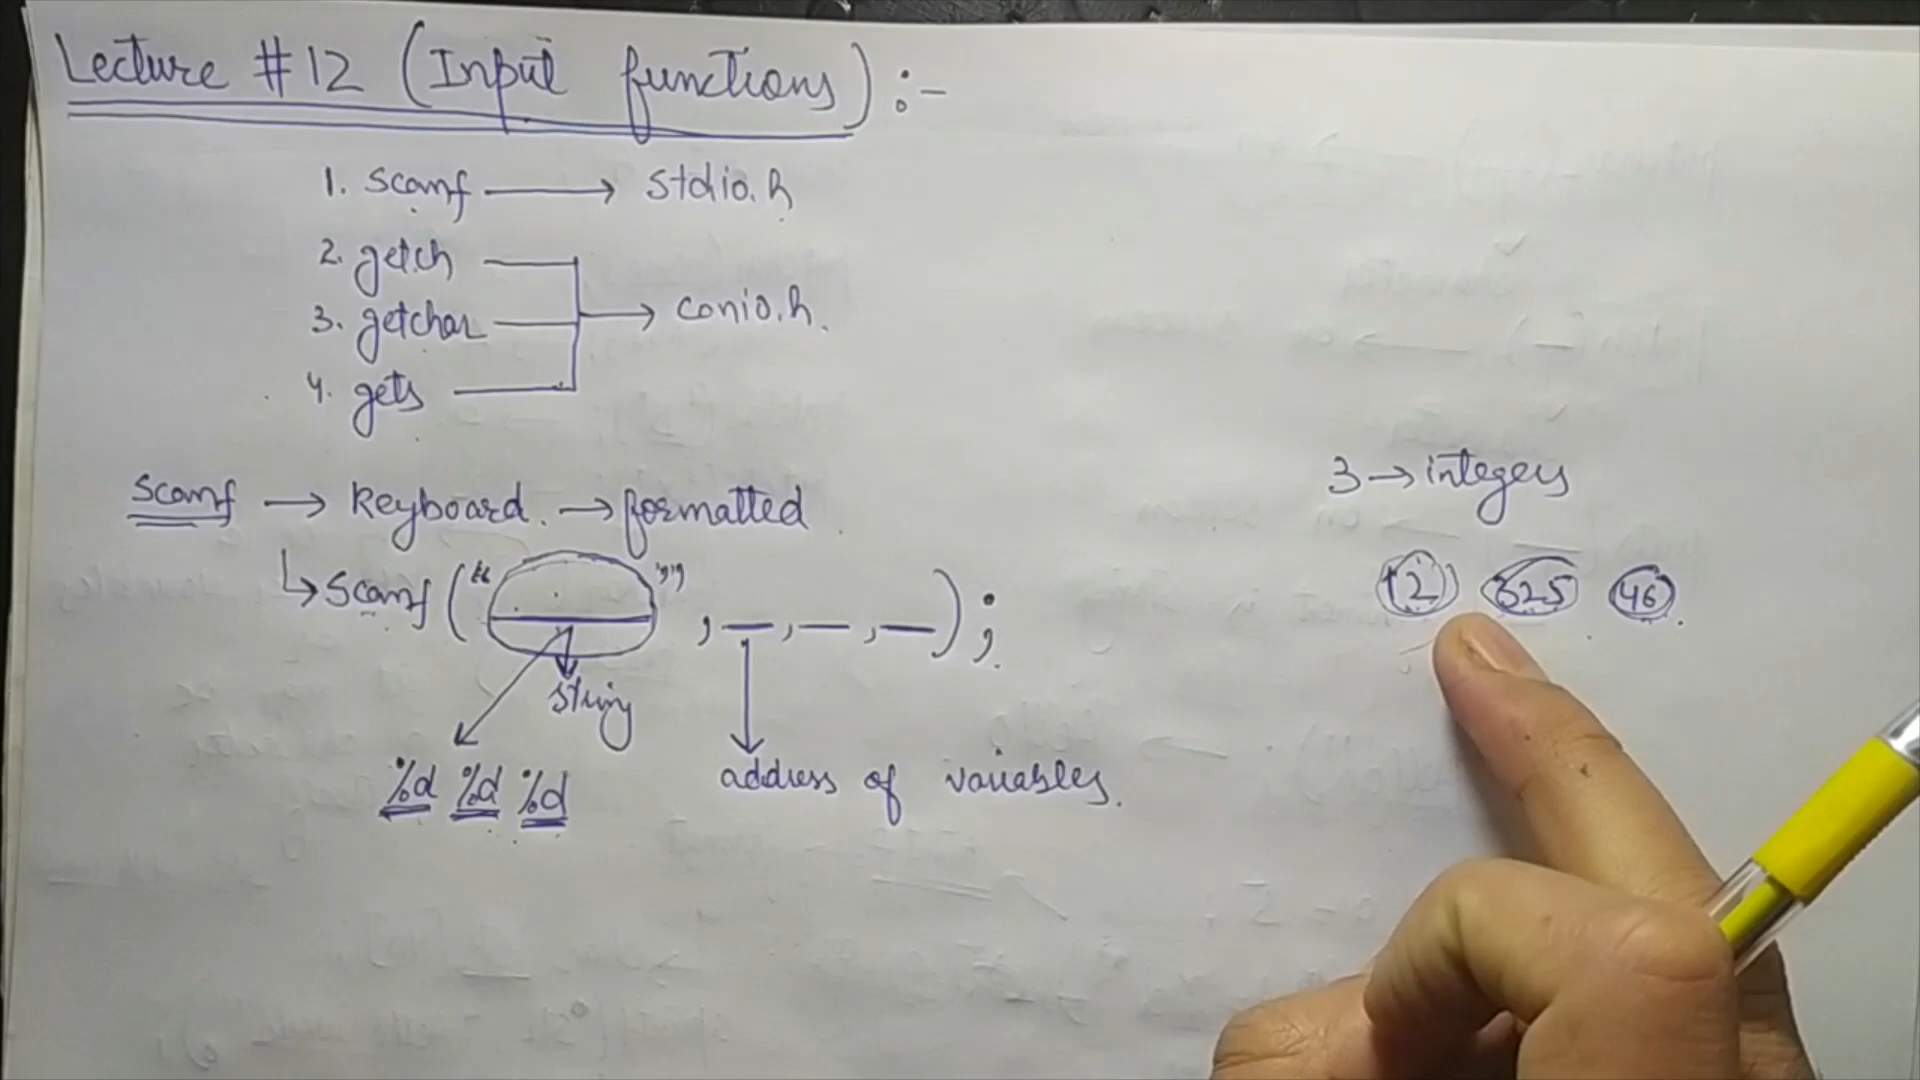 Lecture #12 (Input functions) :-
1. scanf → stdio.h
2. getch
3. getchar → conio.h.
4. gets
scanf → Keyboard. → formatted
↳ scanf (" ", —, —, —);
string
%d %d %d
address of variables.
3 → integers
12 325 46.